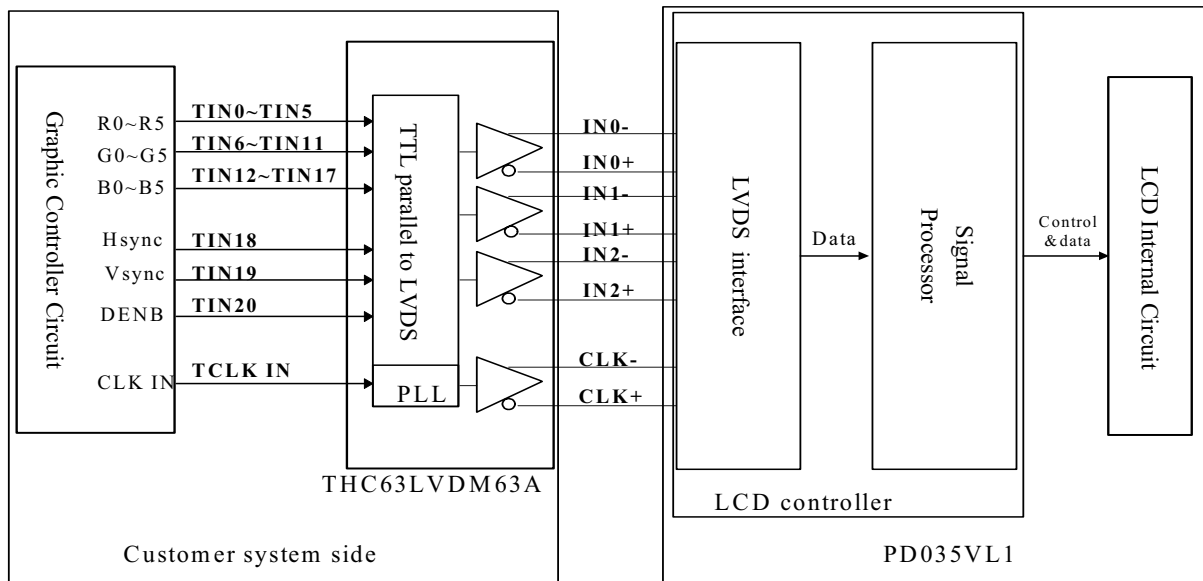 Graphic Controller Circuit
R0~R5
G0~G5
B0~B5
Hsync
Vsync
DENB
CLK IN
TIN0~TIN5
TIN6~TIN11
TIN12~TIN17
TIN18
TIN19
TIN20
TCLK IN
TTL parallel to LVDS
PLL
THC63LVDM63A
Customer system side
IN0-
IN0+
IN1-
IN1+
IN2-
IN2+
CLK-
CLK+
LVDS interface
Data
Signal
Processor
LCD controller
Control
&data
LCD Internal Circuit
PD035VL1